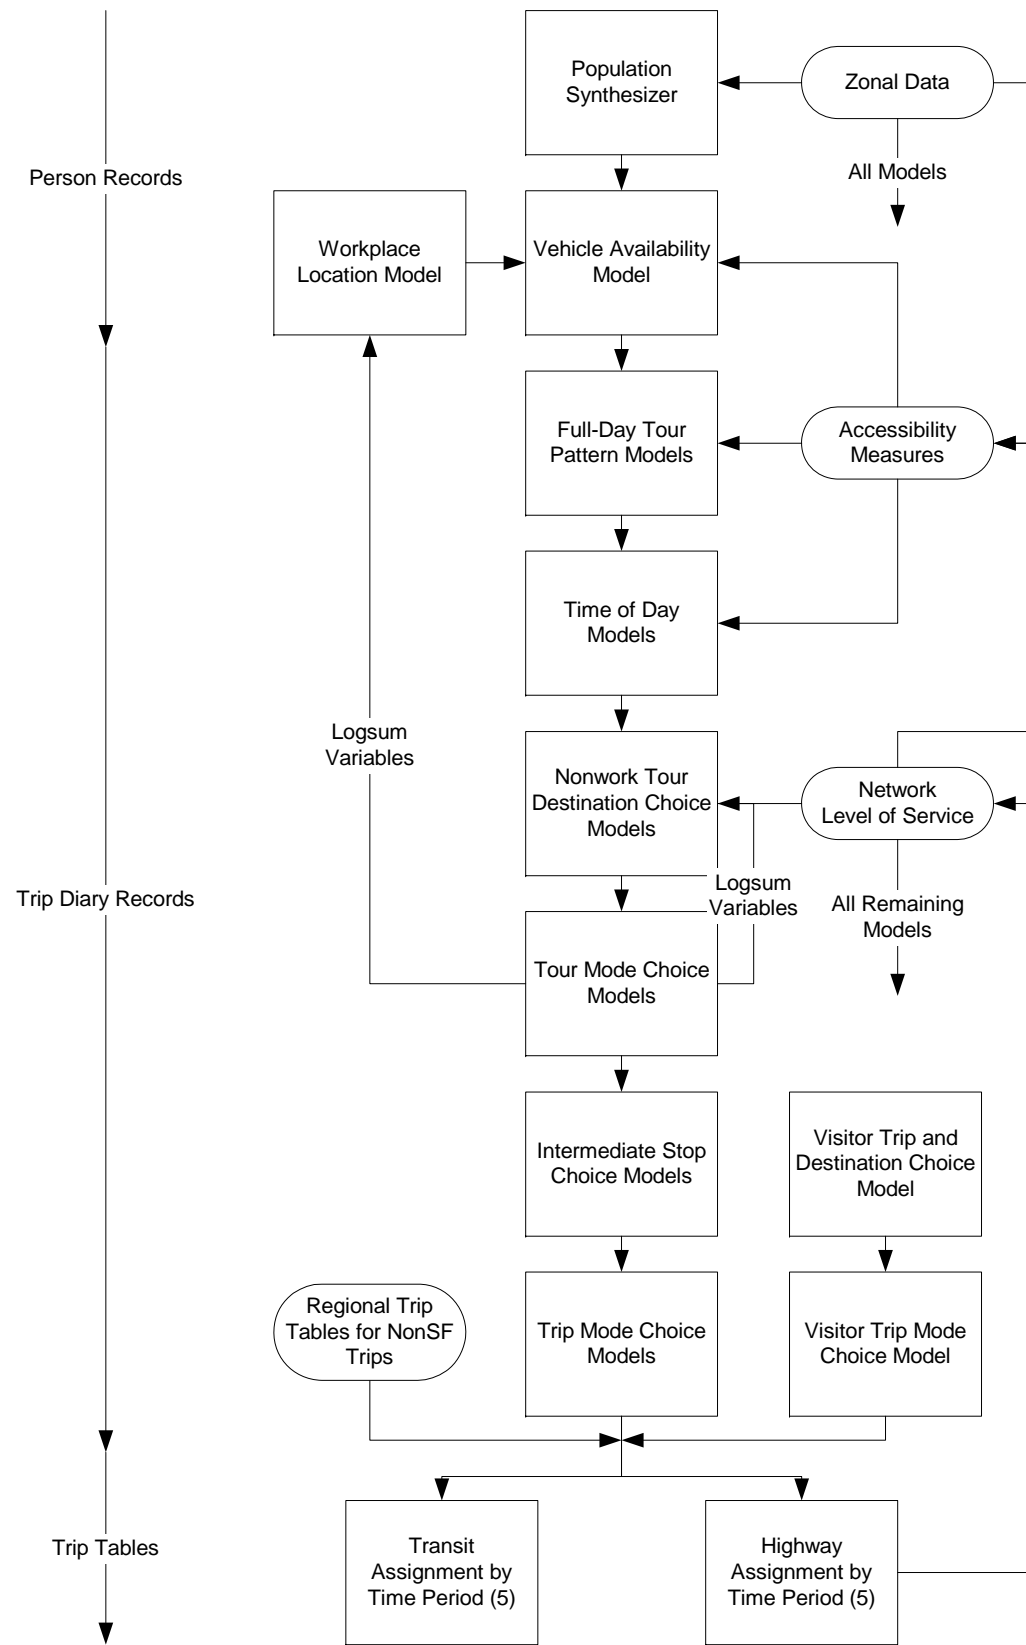 Population
Synthesizer
Zonal Data
Person Records
All Models
Workplace
Location Model
Vehicle Availability
Model
Full-Day Tour
Pattern Models
Accessibility
Measures
Time of Day
Models
Logsum
Variables
Nonwork Tour
Destination Choice
Models
Network
Level of Service
Trip Diary Records
Logsum
Variables
All Remaining
Models
Tour Mode Choice
Models
Intermediate Stop
Choice Models
Visitor Trip and
Destination Choice
Model
Regional Trip
Tables for NonSF
Trips
Trip Mode Choice
Models
Visitor Trip Mode
Choice Model
Trip Tables
Transit
Assignment by
Time Period (5)
Highway
Assignment by
Time Period (5)